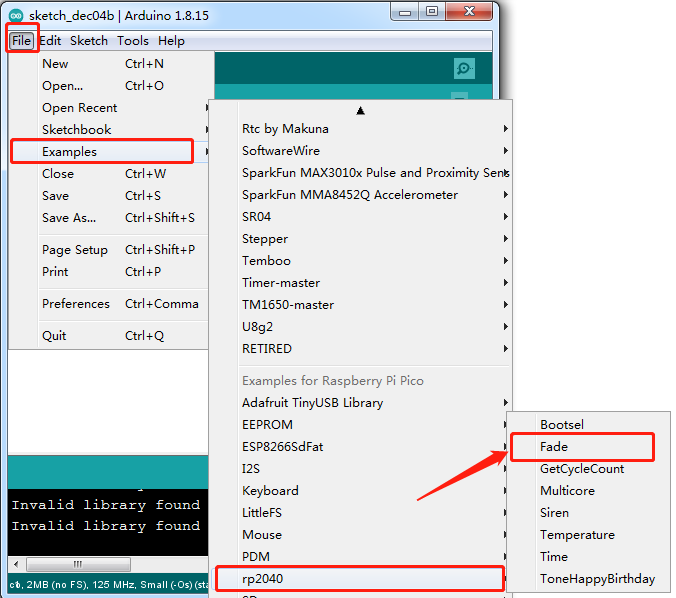 sketch_dec04b | Arduino 1.8.15
File Edit Sketch Tools Help
New Ctrl+N
Open... Ctrl+O
Open Recent
Sketchbook
Examples
Close Ctrl+W
Save Ctrl+S
Save As... Ctrl+Shift+S
Page Setup Ctrl+Shift+P
Print Ctrl+P
Preferences Ctrl+Comma
Quit Ctrl+Q
Rtc by Makuna
SoftwareWire
SparkFun MAX3010x Pulse and Proximity Sens
SparkFun MMA8452Q Accelerometer
SR04
Stepper
Temboo
Timer-master
TM1650-master
U8g2
RETIRED
Examples for Raspberry Pi Pico
Adafruit TinyUSB Library
EEPROM
ESP8266SdFat
I2S
Keyboard
LittleFS
Mouse
PDM
rp2040
Bootsel
Fade
GetCycleCount
Multicore
Siren
Temperature
Time
ToneHappyBirthday
Invalid library found
Invalid library found
2MB (no FS), 125 MHz, Small (-Os) (sta